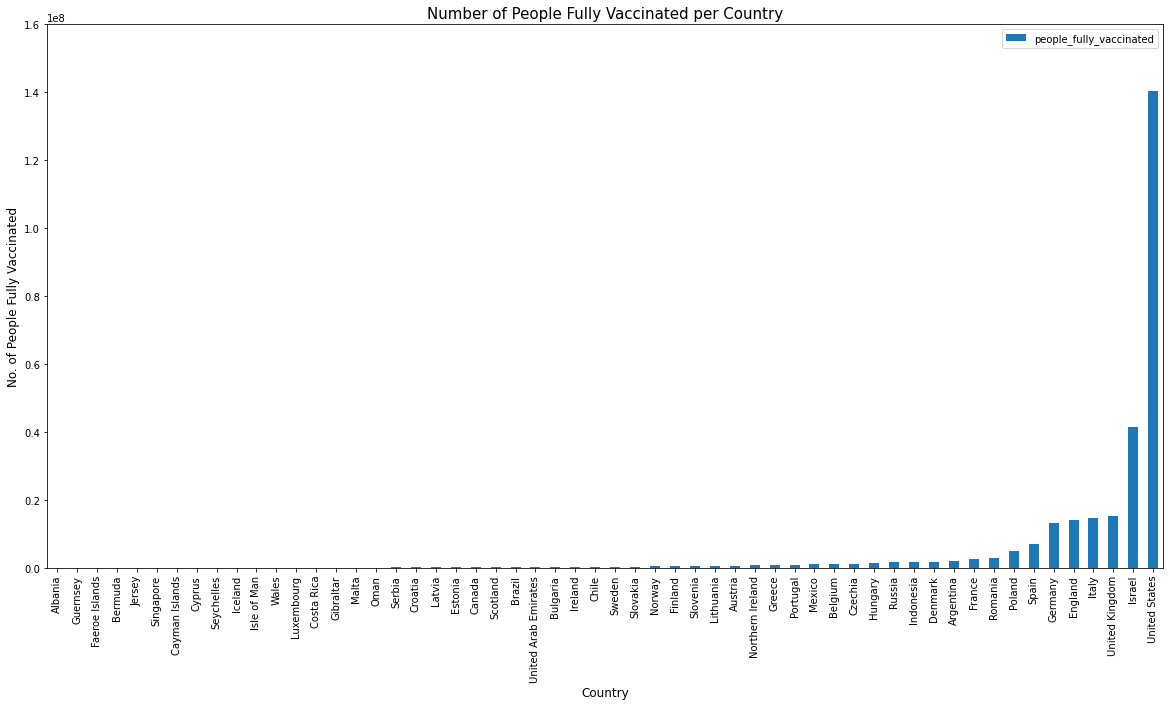 Number of People Fully Vaccinated per Country
1e8
people_fully_vaccinated
1.6
1.4
1.2
1.0
0.8
0.6
0.4
0.2
0.0
No. of People Fully Vaccinated
Albania
Guernsey
Faeroe Islands
Bermuda
Jersey
Singapore
Cayman Islands
Cyprus
Seychelles
Iceland
Isle of Man
Wales
Luxembourg
Costa Rica
Gibraltar
Malta
Oman
Serbia
Croatia
Latvia
Estonia
Canada
Scotland
Brazil
United Arab Emirates
Bulgaria
Ireland
Chile
Sweden
Slovakia
Norway
Finland
Slovenia
Lithuania
Austria
Northern Ireland
Greece
Portugal
Mexico
Belgium
Czechia
Hungary
Russia
Indonesia
Denmark
Argentina
France
Romania
Poland
Spain
Germany
England
Italy
United Kingdom
Israel
United States
Country